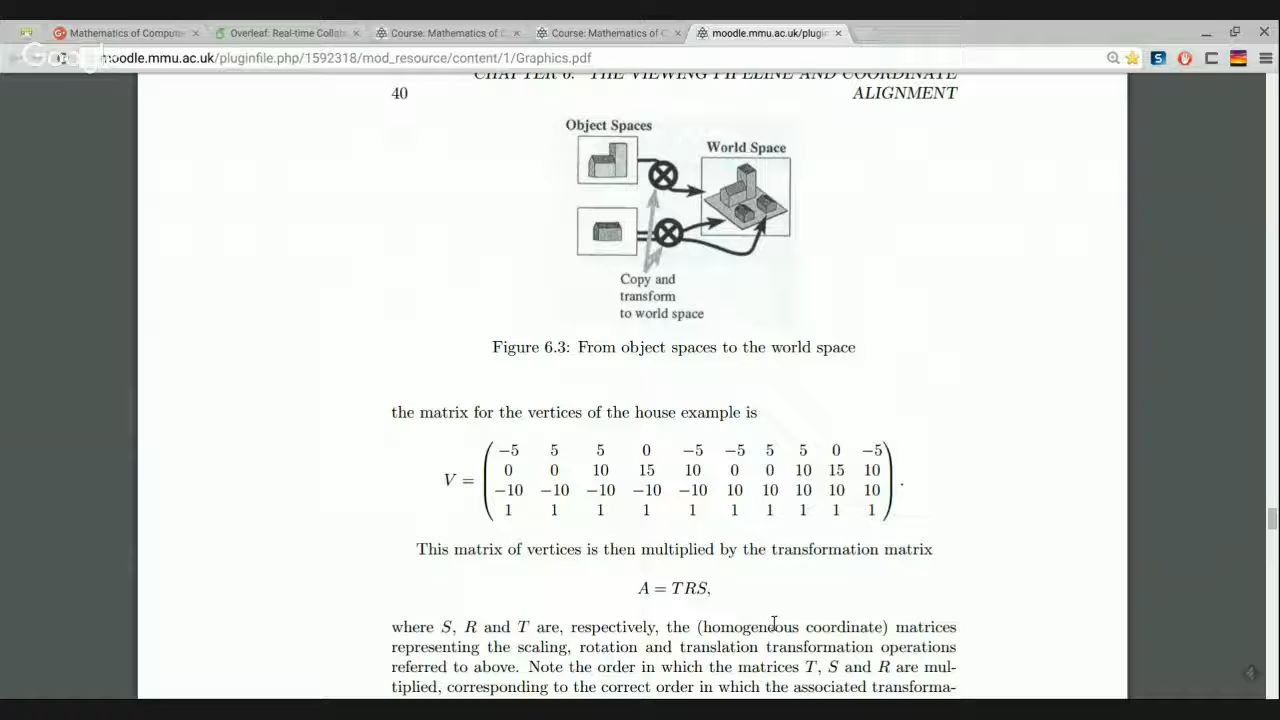 Mathematics of Compute
Overleaf: Real-time Collab
Course: Mathematics of C
Course: Mathematics of C
moodle.mmu.ac.uk/plugin
moodle.mmu.ac.uk/pluginfile.php/1592318/mod_resource/content/1/Graphics.pdf
CHAPTER 6. THE VIEWING PIPELINE AND COORDINATE
40 ALIGNMENT
Object Spaces
World Space
Copy and
transform
to world space
Figure 6.3: From object spaces to the world space
the matrix for the vertices of the house example is
−5 5 5 0 −5 −5 5 5 0 −5
0 0 10 15 10 0 0 10 15 10
V =
−10 −10 −10 −10 −10 10 10 10 10 10
.
1 1 1 1 1 1 1 1 1 1
This matrix of vertices is then multiplied by the transformation matrix
A = TRS,
where S, R and T are, respectively, the (homogeneous coordinate) matrices
representing the scaling, rotation and translation transformation operations
referred to above. Note the order in which the matrices T, S and R are mul-
tiplied, corresponding to the correct order in which the associated transforma-